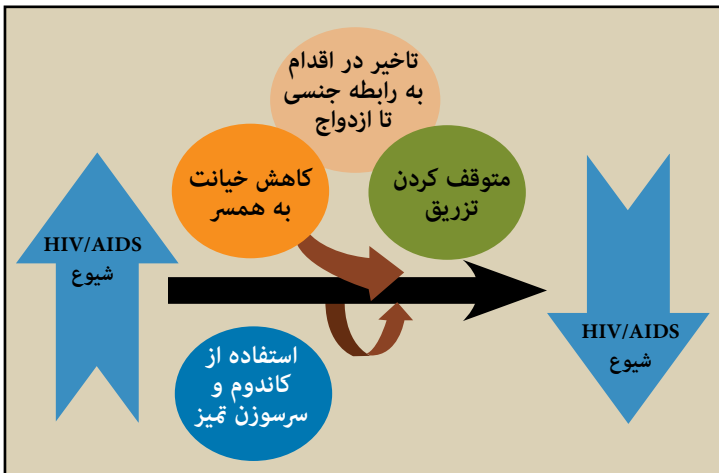 تاخیر در اقدام
به رابطه جنسی
تا ازدواج
متوقف کردن
تزریق
کاهش خیانت
به همسر
HIV/AIDS
شیوع
HIV/AIDS
شیوع
استفاده از
کاندوم و
سرسوزن تمیز